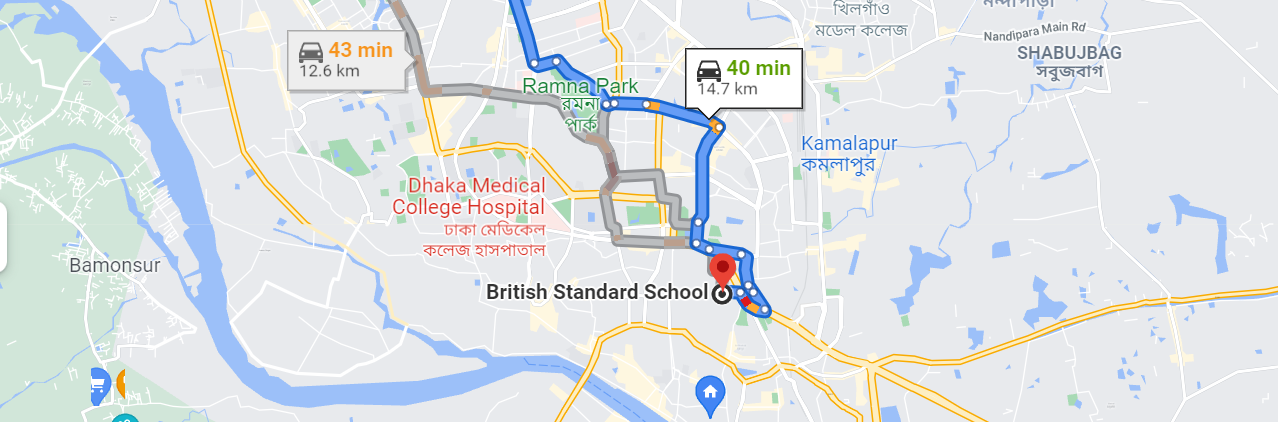 খিলগাঁও
মডেল কলেজ
Nandipara Main Rd
SHABUJBAG
সবুজবাগ
43 min
12.6 km
40 min
14.7 km
Ramna Park
রমনা
পার্ক
Kamalapur
কমলাপুর
Dhaka Medical
College Hospital
ঢাকা মেডিকেল
কলেজ হাসপাতাল
Bamonsur
British Standard School